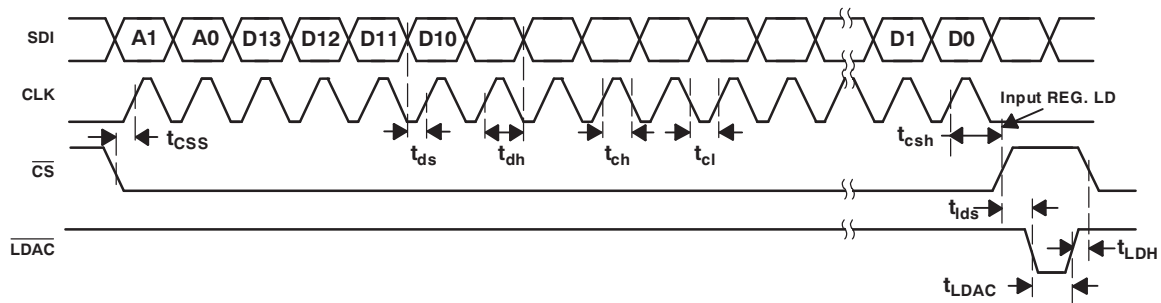 SDI A1 A0 D13 D12 D11 D10 D1 D0
CLK Input REG. LD
tCSS tds tdh tch tcl tcsh
CS
tlds
LDAC
tLDH
tLDAC